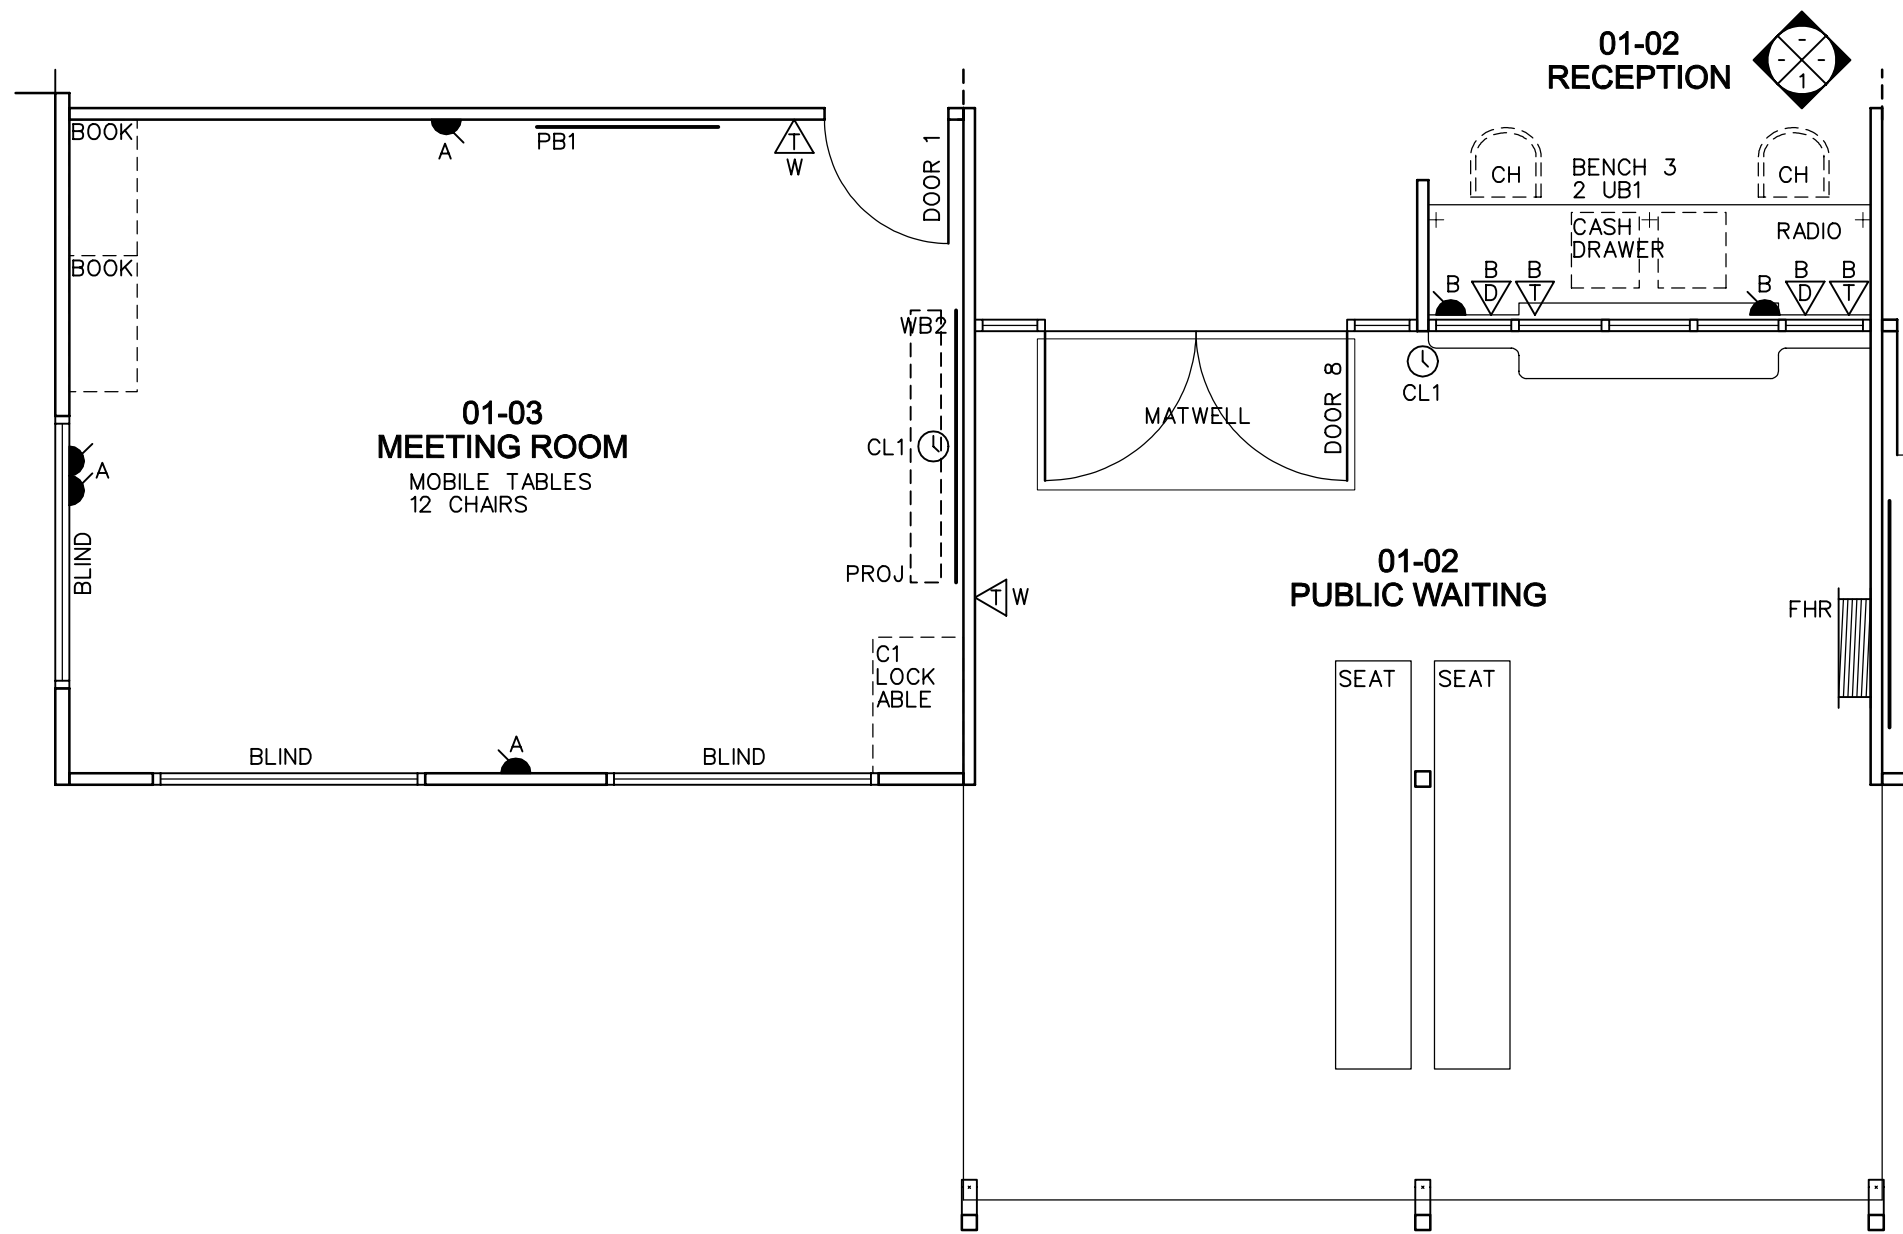 01-02
RECEPTION
-
- -
1
BOOK
A
PB1
T
W
DOOR 1
CH
BENCH 3
2 UB1
CH
CASH
DRAWER
RADIO
BOOK
B
B
D
B
T
B
B
D
B
T
WB2
CL1
DOOR 8
MATWELL
01-03
MEETING ROOM
MOBILE TABLES
12 CHAIRS
CL1
A
BLIND
PROJ
T W
01-02
PUBLIC WAITING
FHR
C1
LOCK
ABLE
SEAT
SEAT
BLIND
A
BLIND